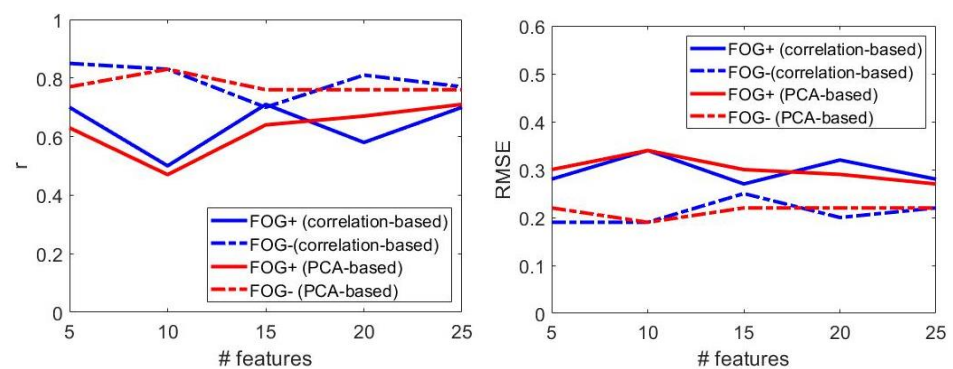 1
0.8
0.6
0.4
0.2
0
r
5 10 15 20 25
# features
FOG+ (correlation-based)
FOG-(correlation-based)
FOG+ (PCA-based)
FOG- (PCA-based)
0.6
0.5
0.4
0.3
0.2
0.1
0
RMSE
5 10 15 20 25
# features
FOG+ (correlation-based)
FOG-(correlation-based)
FOG+ (PCA-based)
FOG- (PCA-based)